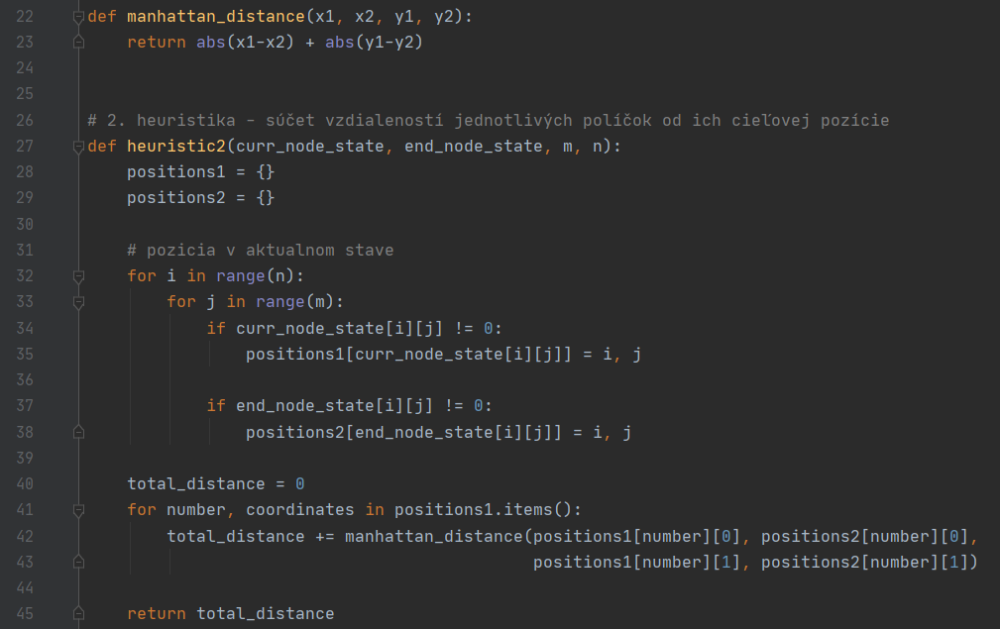 22 def manhattan_distance(x1, x2, y1, y2):
23     return abs(x1-x2) + abs(y1-y2)
24
25
26 # 2. heuristika - súčet vzdialeností jednotlivých políčok od ich cieľovej pozície
27 def heuristic2(curr_node_state, end_node_state, m, n):
28     positions1 = {}
29     positions2 = {}
30
31     # pozicia v aktualnom stave
32     for i in range(n):
33         for j in range(m):
34             if curr_node_state[i][j] != 0:
35                 positions1[curr_node_state[i][j]] = i, j
36
37             if end_node_state[i][j] != 0:
38                 positions2[end_node_state[i][j]] = i, j
39
40     total_distance = 0
41     for number, coordinates in positions1.items():
42         total_distance += manhattan_distance(positions1[number][0], positions2[number][0],
43                                              positions1[number][1], positions2[number][1])
44
45     return total_distance